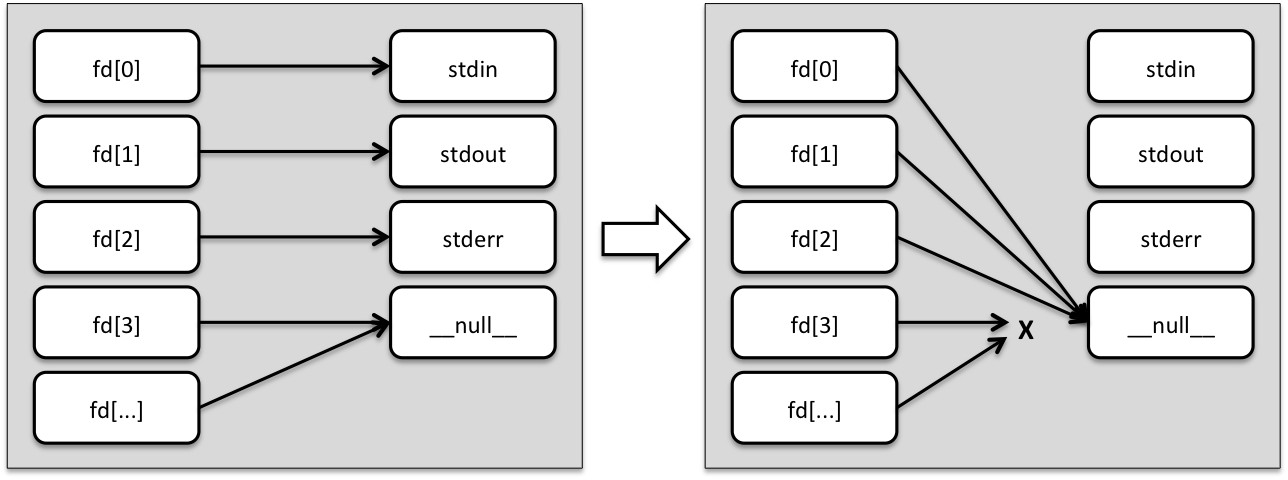 fd[0]
stdin
fd[1]
stdout
fd[2]
stderr
fd[3]
__null__
fd[...]
fd[0]
stdin
fd[1]
stdout
fd[2]
stderr
fd[3]
X
__null__
fd[...]